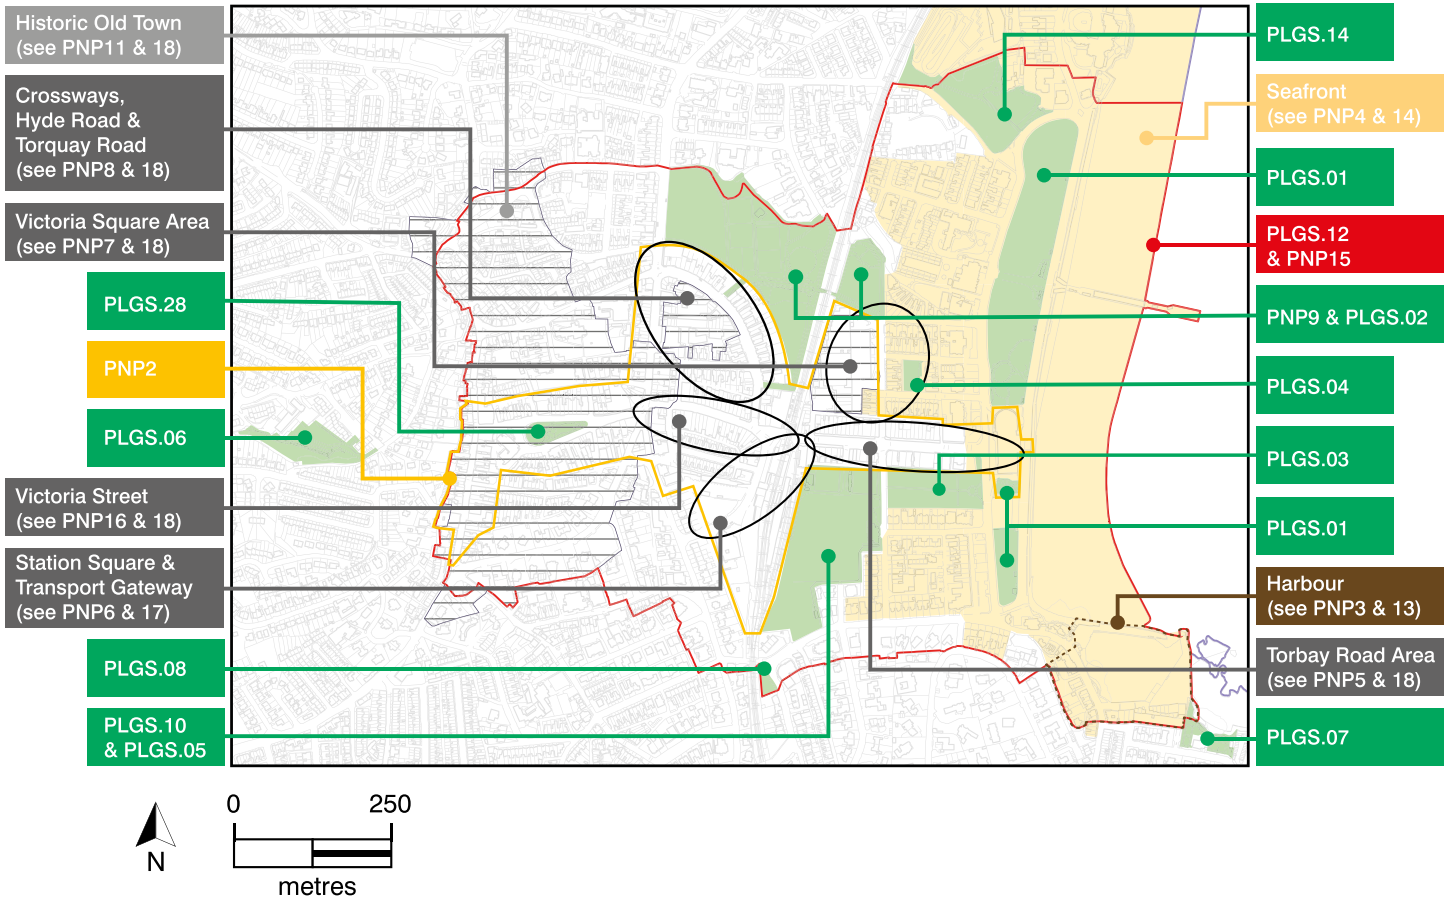 Historic Old Town
(see PNP11 & 18)
Crossways,
Hyde Road &
Torquay Road
(see PNP8 & 18)
Victoria Square Area
(see PNP7 & 18)
PLGS.28
PNP2
PLGS.06
Victoria Street
(see PNP16 & 18)
Station Square &
Transport Gateway
(see PNP6 & 17)
PLGS.08
PLGS.10
& PLGS.05
PLGS.14
Seafront
(see PNP4 & 14)
PLGS.01
PLGS.12
& PNP15
PNP9 & PLGS.02
PLGS.04
PLGS.03
PLGS.01
Harbour
(see PNP3 & 13)
Torbay Road Area
(see PNP5 & 18)
PLGS.07
N
0 250
metres